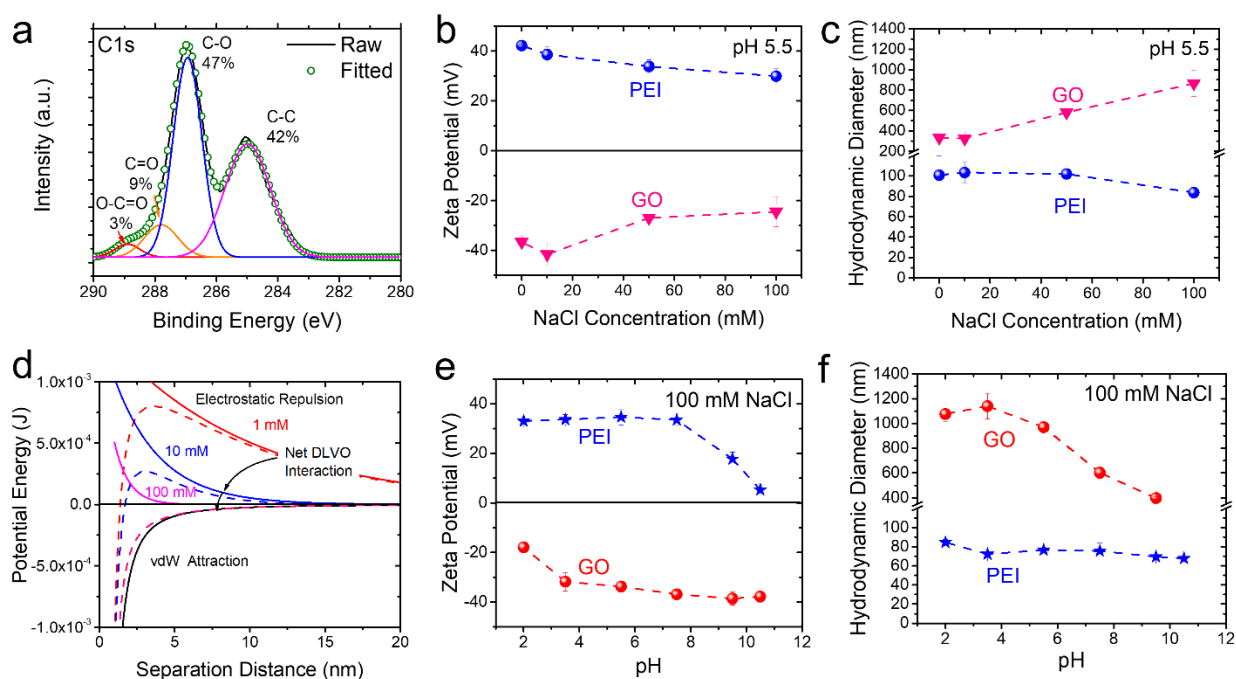 a
C1s
C-O
47%
Raw
Fitted
C-C
42%
C=O
9%
O-C=O
3%
Intensity (a.u.)
290 288 286 284 282 280
Binding Energy (eV)
b
pH 5.5
PEI
GO
40
20
0
-20
-40
Zeta Potential (mV)
0 20 40 60 80 100
NaCl Concentration (mM)
c
pH 5.5
GO
PEI
1400
1200
1000
800
600
400
100
80
60
40
20
0
Hydrodynamic Diameter (nm)
0 20 40 60 80 100
NaCl Concentration (mM)
d
1.0x10-3
5.0x10-4
0.0
-5.0x10-4
-1.0x10-3
Potential Energy (J)
Electrostatic Repulsion
1 mM
10 mM
100 mM
Net DLVO
Interaction
vdW Attraction
0 5 10 15 20
Separation Distance (nm)
e
100 mM NaCl
PEI
GO
40
20
0
-20
-40
Zeta Potential (mV)
0 2 4 6 8 10 12
pH
f
100 mM NaCl
GO
PEI
1400
1200
1000
800
600
400
100
80
60
40
20
0
Hydrodynamic Diameter (nm)
2 4 6 8 10 12
pH